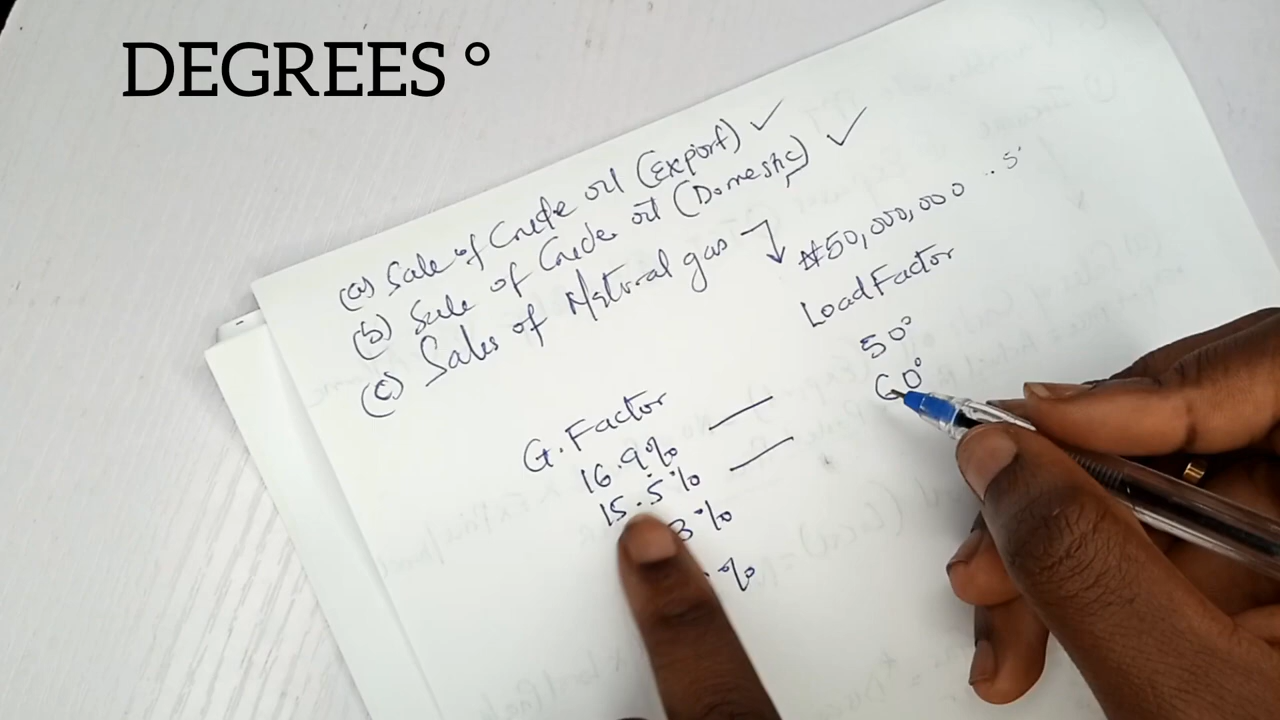 DEGREES °
(a) Sale of Crude oil (Export) ✓
(b) Sale of Crude oil (Domestic) ✓
(c) Sales of Natural gas
₦50,000,000
Load Factor
50°
60°
G. Factor
16.9%
15.5%
3%
%